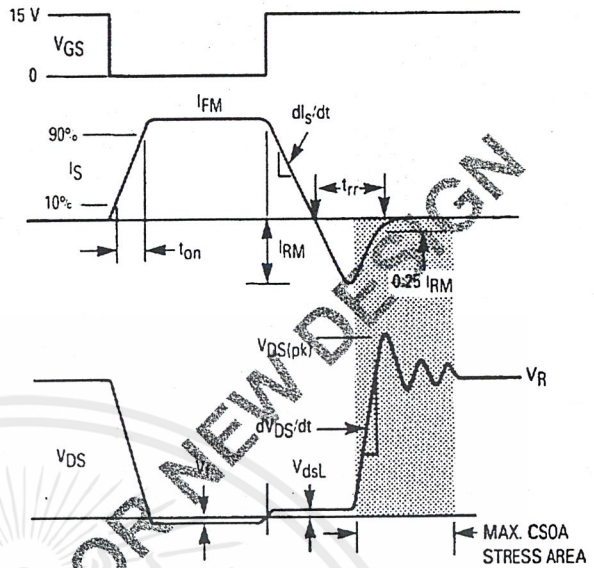 15 V
VGS
0
IFM
dIS/dt
90%
IS
10%
trr
ton
IRM
0.25 IRM
VDS(pk)
VR
dVDS/dt
VDS
Vf
VdsL
MAX. CSOA
STRESS AREA
OR NEW DESIGN